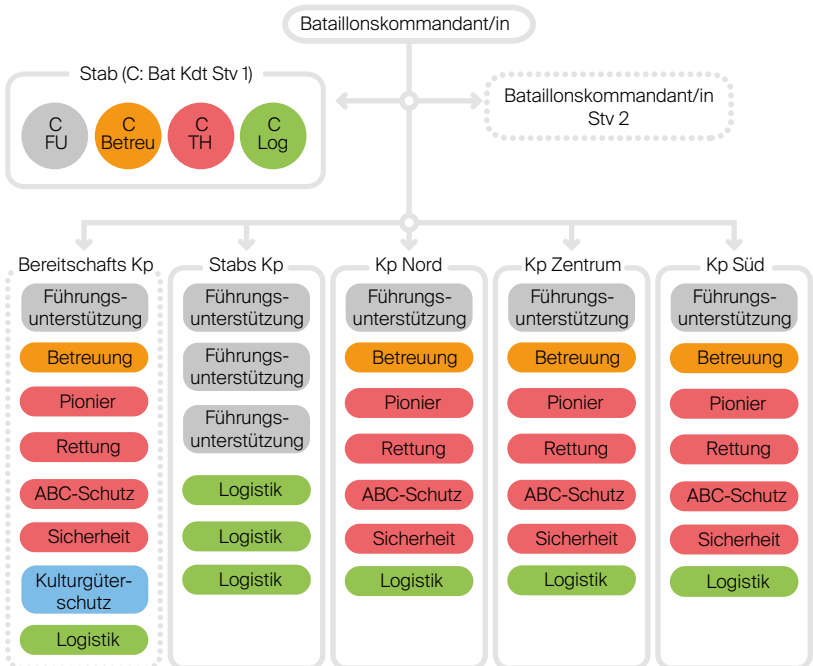 Bataillonskommandant/in
Stab (C: Bat Kdt Stv 1)
C
FU
C
Betreu
C
TH
C
Log
Bataillonskommandant/in
Stv 2
Bereitschafts Kp
Führungs-
unterstützung
Betreuung
Pionier
Rettung
ABC-Schutz
Sicherheit
Kulturgüter-
schutz
Logistik
Stabs Kp
Führungs-
unterstützung
Führungs-
unterstützung
Führungs-
unterstützung
Logistik
Logistik
Logistik
Kp Nord
Führungs-
unterstützung
Betreuung
Pionier
Rettung
ABC-Schutz
Sicherheit
Logistik
Kp Zentrum
Führungs-
unterstützung
Betreuung
Pionier
Rettung
ABC-Schutz
Sicherheit
Logistik
Kp Süd
Führungs-
unterstützung
Betreuung
Pionier
Rettung
ABC-Schutz
Sicherheit
Logistik